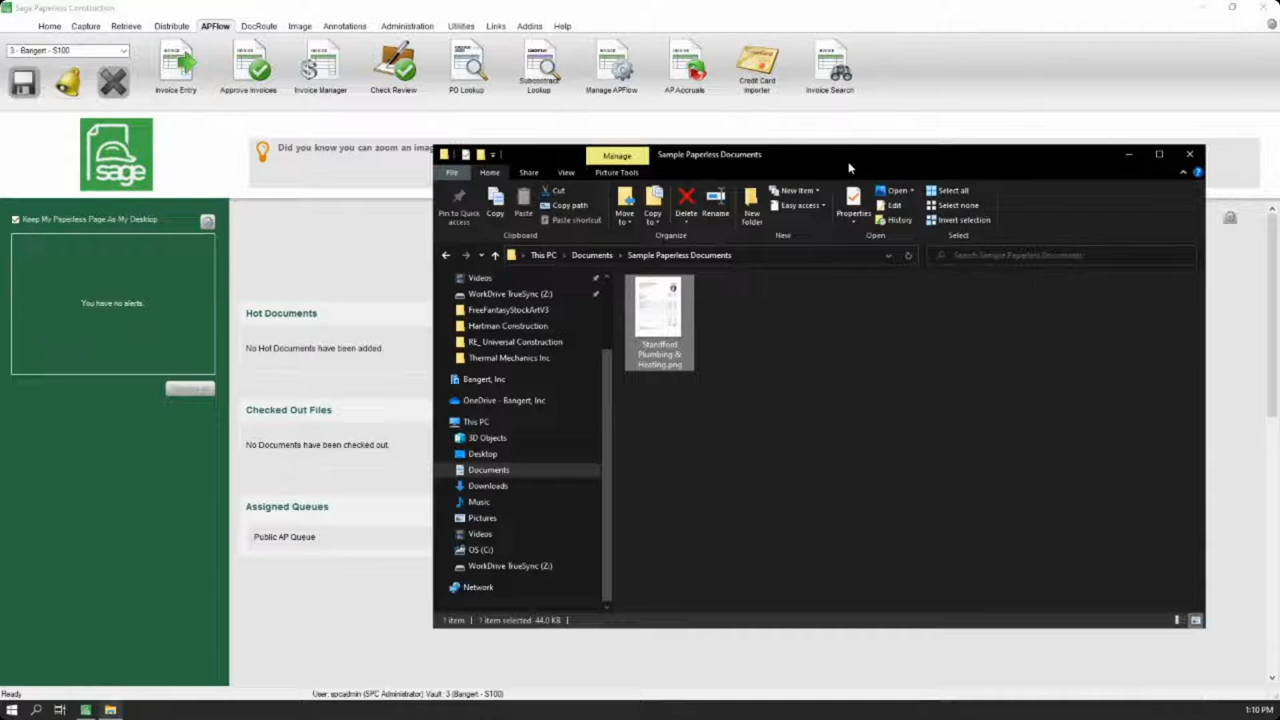 Sage Paperless Construction
Home Capture Retrieve Distribute APFlow DocRoute Image Annotations Administration Utilities Links Addins Help
3 - Bangert - S100
Invoice Entry Approve Invoices Invoice Manager Check Review PO Lookup Subcontract Lookup Manage APFlow AP Accruals Credit Card Importer Invoice Search
sage
Did you know you can zoom an imag
Keep My Paperless Page As My Desktop
You have no alerts.
Hot Documents
No Hot Documents have been added.
Checked Out Files
No Documents have been checked out.
Assigned Queues
Public AP Queue
Manage
Sample Paperless Documents
File Home Share View Picture Tools
Pin to Quick access
Copy
Paste
Cut
Copy path
Paste shortcut
Clipboard
Move to
Copy to
Delete
Rename
Organize
New folder
New item
Easy access
New
Properties
Open
Edit
History
Open
Select all
Select none
Invert selection
Select
This PC > Documents > Sample Paperless Documents
Search Sample Paperless Documents
Videos
WorkDrive TrueSync (Z:)
FreeFantasyStockArtV3
Hartman Construction
RE_ Universal Construction
Thermal Mechanics Inc
Bangert, Inc
OneDrive - Bangert, Inc
This PC
3D Objects
Desktop
Documents
Downloads
Music
Pictures
Videos
OS (C:)
WorkDrive TrueSync (Z:)
Network
Standford
Plumbing &
Heating.png
1 item 1 item selected 44.0 KB
Ready
User: spcadmin (SPC Administrator) Vault: 3 (Bangert - S100)
1:10 PM